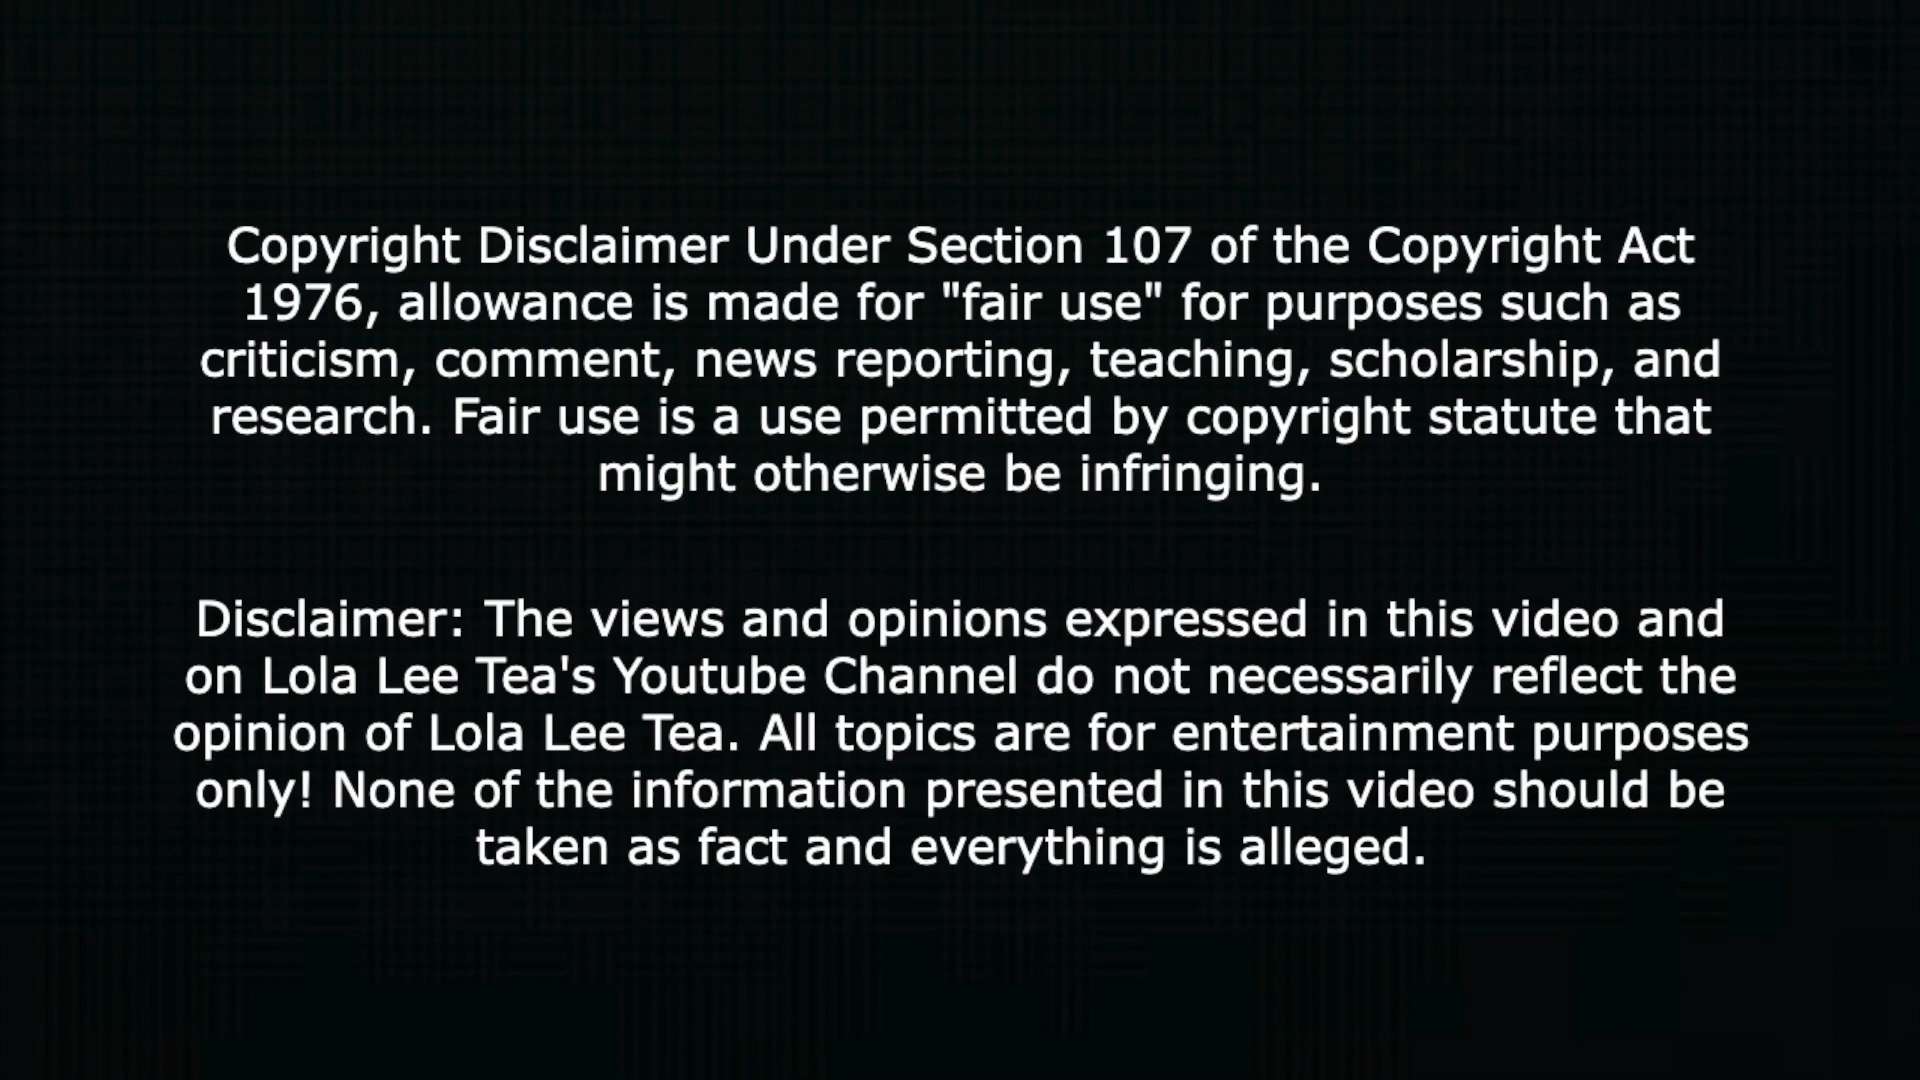 Copyright Disclaimer Under Section 107 of the Copyright Act
1976, allowance is made for "fair use" for purposes such as
criticism, comment, news reporting, teaching, scholarship, and
research. Fair use is a use permitted by copyright statute that
might otherwise be infringing.
Disclaimer: The views and opinions expressed in this video and
on Lola Lee Tea's Youtube Channel do not necessarily reflect the
opinion of Lola Lee Tea. All topics are for entertainment purposes
only! None of the information presented in this video should be
taken as fact and everything is alleged.